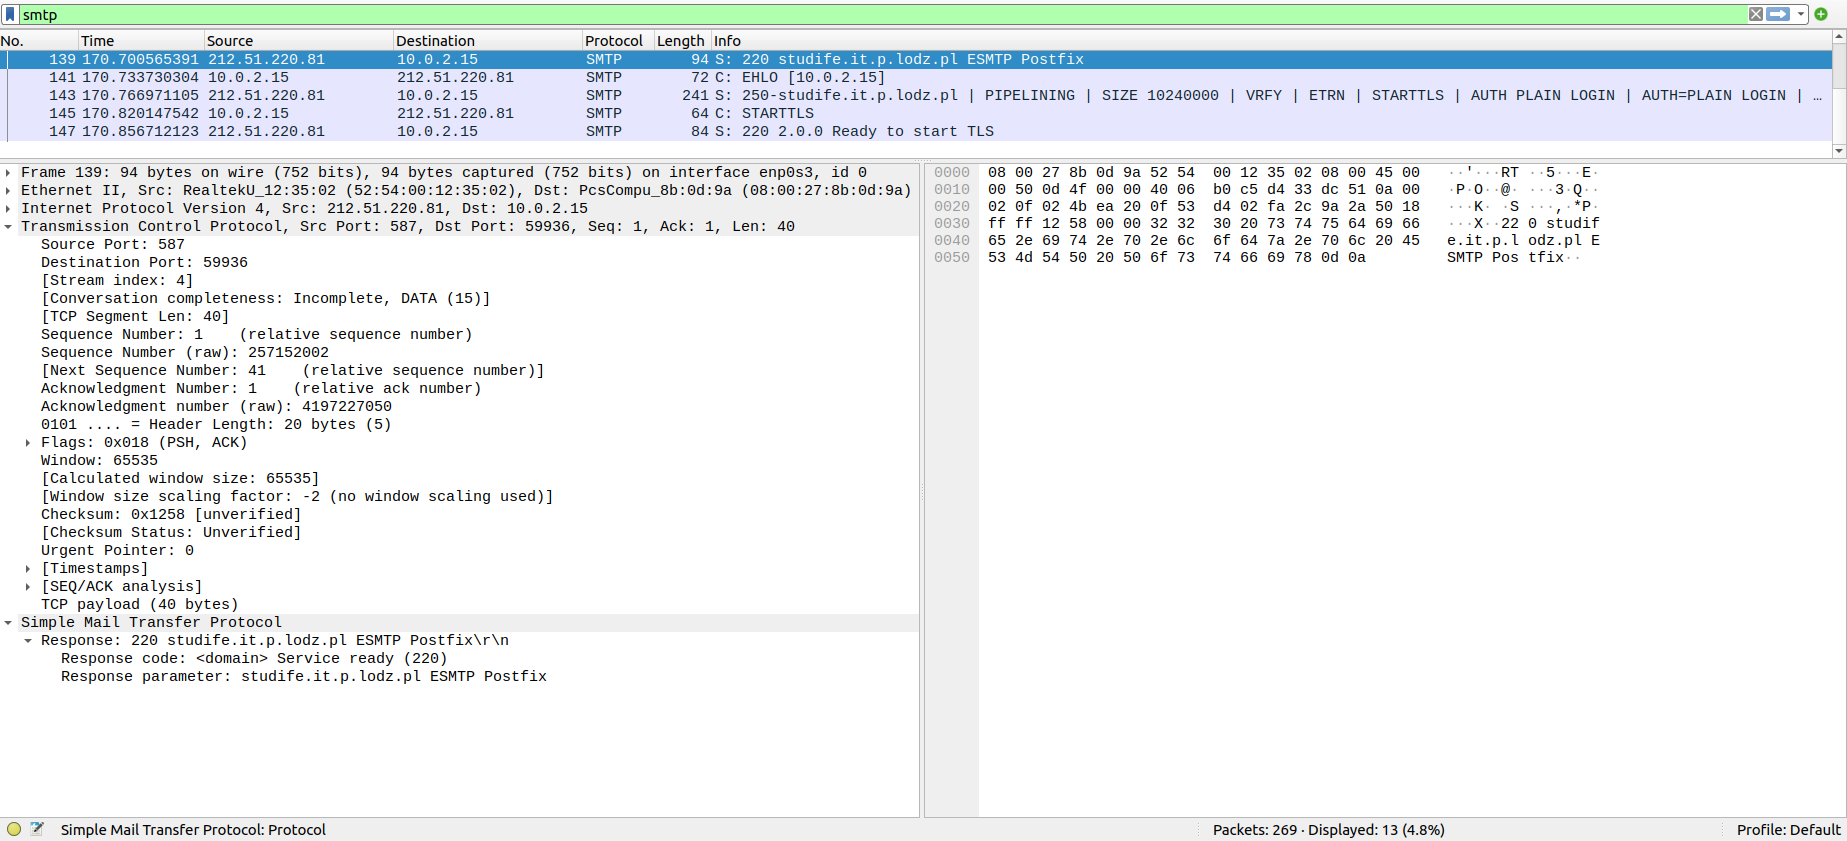 smtp
No. Time Source Destination Protocol Length Info
139 170.700565391 212.51.220.81 10.0.2.15 SMTP 94 S: 220 studife.it.p.lodz.pl ESMTP Postfix
141 170.733730304 10.0.2.15 212.51.220.81 SMTP 72 C: EHLO [10.0.2.15]
143 170.766971105 212.51.220.81 10.0.2.15 SMTP 241 S: 250-studife.it.p.lodz.pl | PIPELINING | SIZE 10240000 | VRFY | ETRN | STARTTLS | AUTH PLAIN LOGIN | AUTH=PLAIN LOGIN | …
145 170.820147542 10.0.2.15 212.51.220.81 SMTP 64 C: STARTTLS
147 170.856712123 212.51.220.81 10.0.2.15 SMTP 84 S: 220 2.0.0 Ready to start TLS
Frame 139: 94 bytes on wire (752 bits), 94 bytes captured (752 bits) on interface enp0s3, id 0
Ethernet II, Src: RealtekU_12:35:02 (52:54:00:12:35:02), Dst: PcsCompu_8b:0d:9a (08:00:27:8b:0d:9a)
Internet Protocol Version 4, Src: 212.51.220.81, Dst: 10.0.2.15
Transmission Control Protocol, Src Port: 587, Dst Port: 59936, Seq: 1, Ack: 1, Len: 40
Source Port: 587
Destination Port: 59936
[Stream index: 4]
[Conversation completeness: Incomplete, DATA (15)]
[TCP Segment Len: 40]
Sequence Number: 1    (relative sequence number)
Sequence Number (raw): 257152002
[Next Sequence Number: 41    (relative sequence number)]
Acknowledgment Number: 1    (relative ack number)
Acknowledgment number (raw): 4197227050
0101 .... = Header Length: 20 bytes (5)
Flags: 0x018 (PSH, ACK)
Window: 65535
[Calculated window size: 65535]
[Window size scaling factor: -2 (no window scaling used)]
Checksum: 0x1258 [unverified]
[Checksum Status: Unverified]
Urgent Pointer: 0
[Timestamps]
[SEQ/ACK analysis]
TCP payload (40 bytes)
Simple Mail Transfer Protocol
Response: 220 studife.it.p.lodz.pl ESMTP Postfix\r\n
Response code: <domain> Service ready (220)
Response parameter: studife.it.p.lodz.pl ESMTP Postfix
0000 08 00 27 8b 0d 9a 52 54  00 12 35 02 08 00 45 00 ··'···RT ··5···E·
0010 00 50 0d 4f 00 00 40 06  b0 c5 d4 33 dc 51 0a 00 ·P·O··@· ···3·Q··
0020 02 0f 02 4b ea 20 0f 53  d4 02 fa 2c 9a 2a 50 18 ···K· ·S ···,·*P·
0030 ff ff 12 58 00 00 32 32  30 20 73 74 75 64 69 66 ···X··22 0 studif
0040 65 2e 69 74 2e 70 2e 6c  6f 64 7a 2e 70 6c 20 45 e.it.p.l odz.pl E
0050 53 4d 54 50 20 50 6f 73  74 66 69 78 0d 0a SMTP Pos tfix··
Simple Mail Transfer Protocol: Protocol
Packets: 269 · Displayed: 13 (4.8%)
Profile: Default